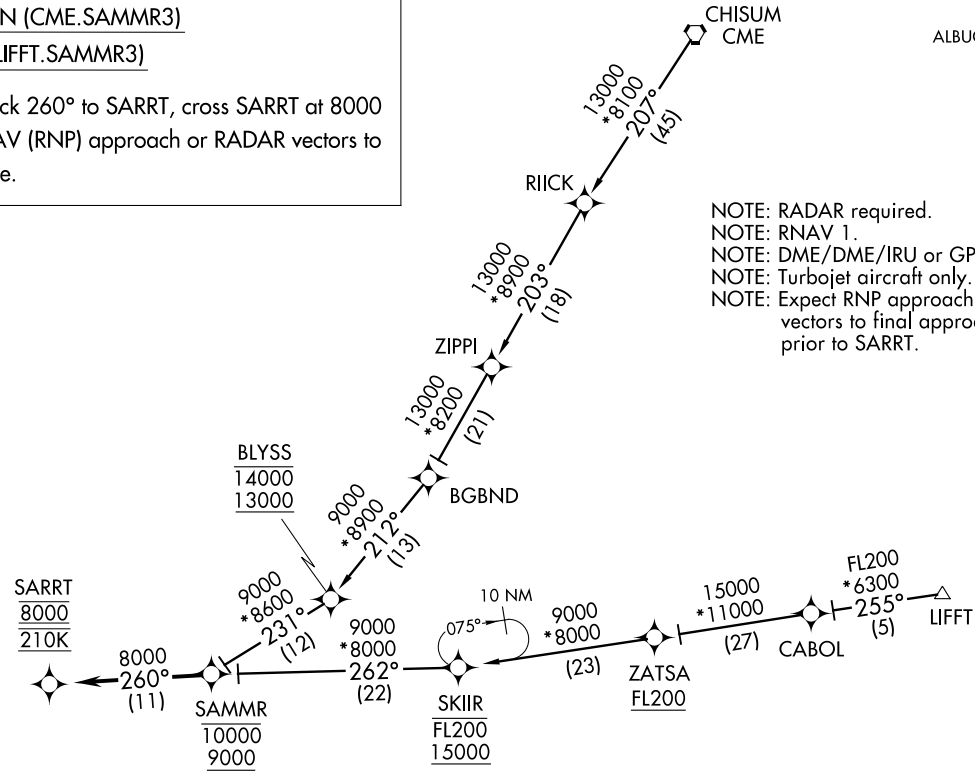 N (CME.SAMMR3)
LIFFT.SAMMR3)
ck 260° to SARRT, cross SARRT at 8000
AV (RNP) approach or RADAR vectors to
e.
CHISUM
CME
ALBUQ
13000
*8100
207°
(45)
RIICK
NOTE: RADAR required.
NOTE: RNAV 1.
NOTE: DME/DME/IRU or GP
NOTE: Turbojet aircraft only.
NOTE: Expect RNP approach
vectors to final approa
prior to SARRT.
13000
*8900
203°
(18)
ZIPPI
13000
*8200
(21)
BLYSS
14000
13000
BGBND
9000
*8900
212°
(13)
SARRT
8000
210K
9000
*8600
231°
(12)
8000
260°
(11)
SAMMR
10000
9000
9000
*8000
262°
(22)
075°
10 NM
SKIIR
FL200
15000
9000
*8000
(23)
ZATSA
FL200
15000
*11000
(27)
CABOL
FL200
*6300
255°
(5)
LIFFT